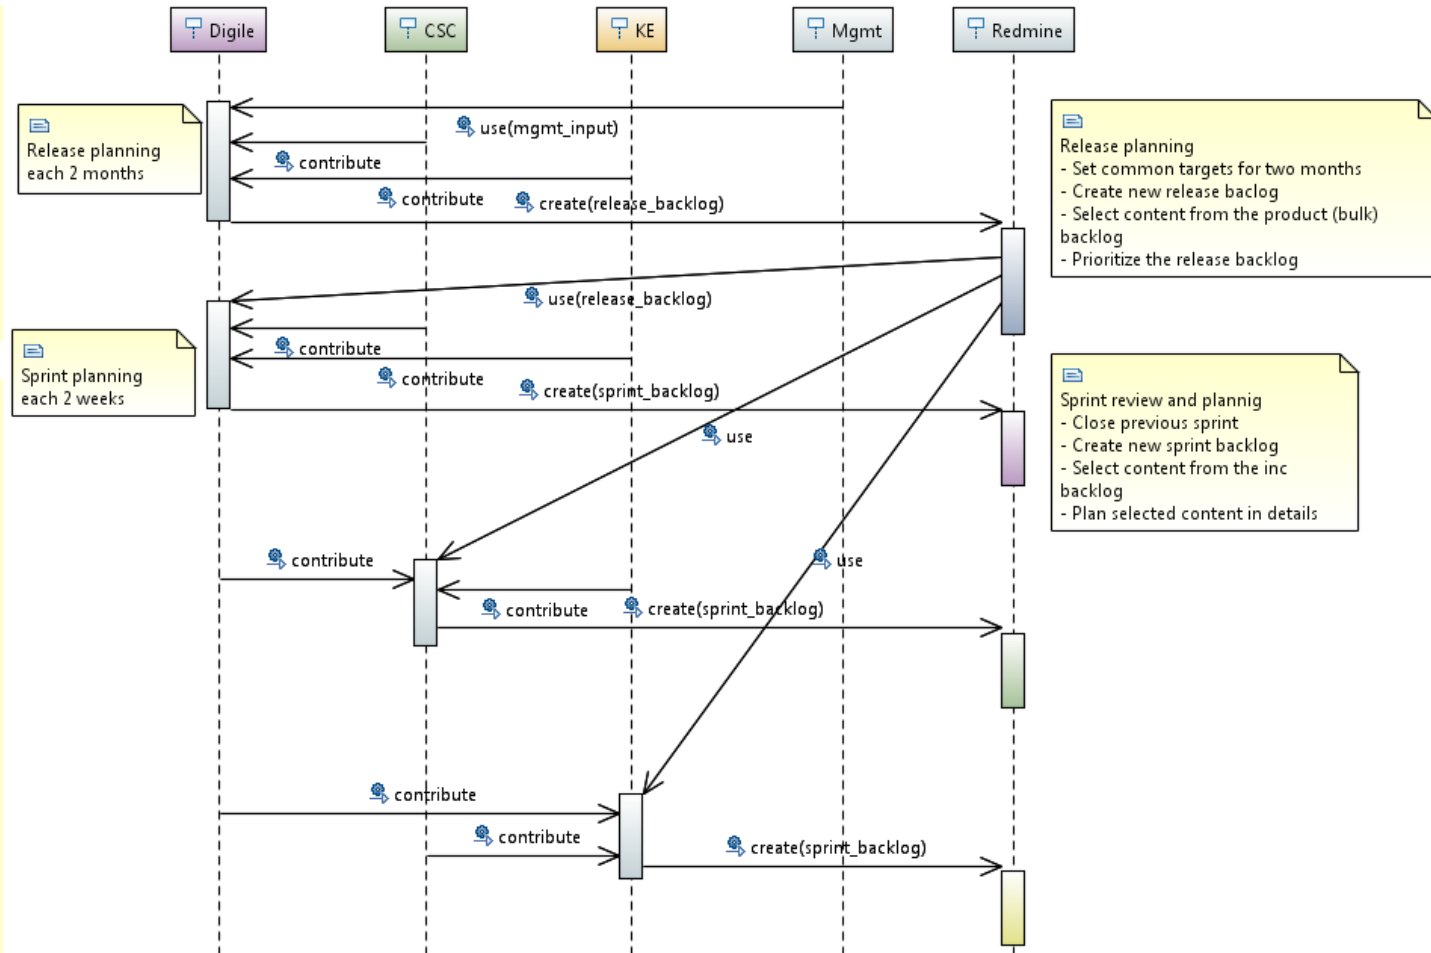 Digile
CSC
KE
Mgmt
Redmine
use(mgmt_input)
Release planning
each 2 months
contribute
contribute
create(release_backlog)
Release planning
- Set common targets for two months
- Create new release baclog
- Select content from the product (bulk)
backlog
- Prioritize the release backlog
use(release_backlog)
contribute
Sprint planning
each 2 weeks
contribute
create(sprint_backlog)
Sprint review and plannig
- Close previous sprint
- Create new sprint backlog
- Select content from the inc
backlog
- Plan selected content in details
use
contribute
use
contribute
create(sprint_backlog)
contribute
contribute
create(sprint_backlog)